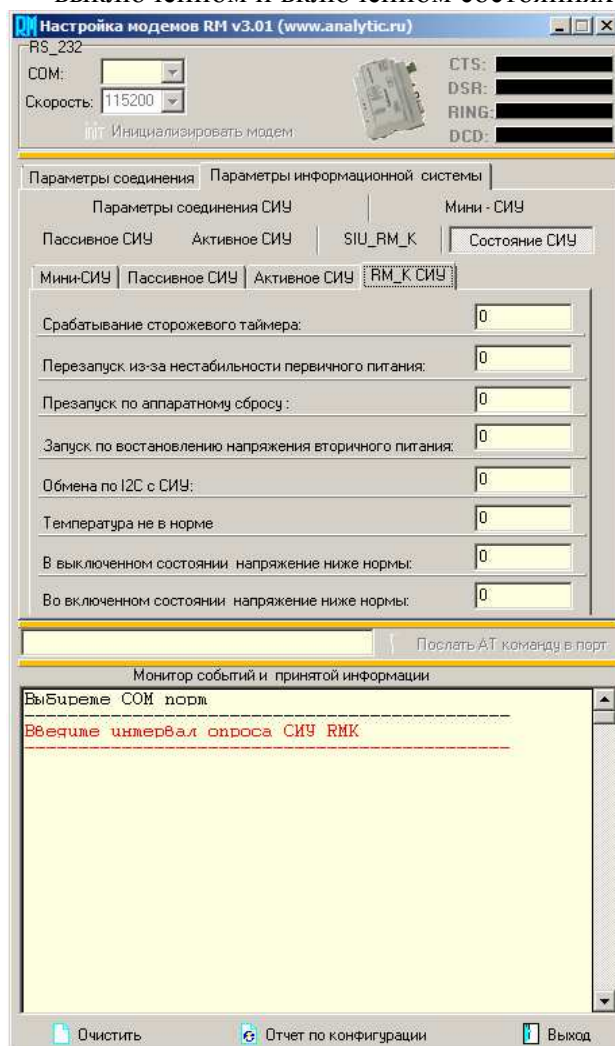 выключенном и включенном состояниях
Настройка модемов RM v3.01 (www.analytic.ru)
RS_232
COM:
Скорость: 115200
init Инициализировать модем
CTS:
DSR:
RING:
DCD:
Параметры соединения Параметры информационной системы
Параметры соединения СИУ Мини - СИУ
Пассивное СИУ Активное СИУ SIU_RM_K Состояние СИУ
Мини-СИУ Пассивное СИУ Активное СИУ RM_K СИУ
Срабатывание сторожевого таймера: 0
Перезапуск из-за нестабильности первичного питания: 0
Презапуск по аппаратному сбросу : 0
Запуск по востановлению напряжения вторичного питания: 0
Обмена по I2C с СИУ: 0
Температура не в норме 0
В выключенном состоянии напряжение ниже нормы: 0
Во включенном состоянии напряжение ниже нормы: 0
Послать АТ команду в порт
Монитор событий и принятой информации
Выбирете COM порт
Введите интервал опроса СИУ RMK
Очистить Отчет по конфигурации Выход